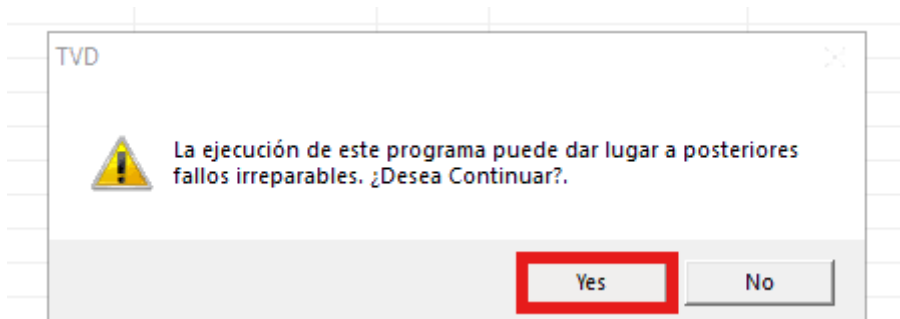 TVD
La ejecución de este programa puede dar lugar a posteriores
fallos irreparables. ¿Desea Continuar?.
Yes
No